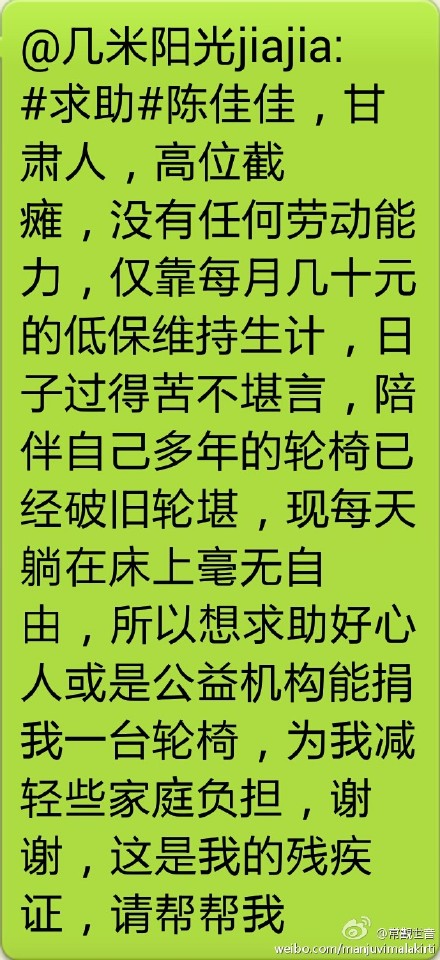 @几米阳光jiajia:
#求助#陈佳佳，甘
肃人，高位截
瘫，没有任何劳动能
力，仅靠每月几十元
的低保维持生计，日
子过得苦不堪言，陪
伴自己多年的轮椅已
经破旧轮堪，现每天
躺在床上毫无自
由，所以想求助好心
人或是公益机构能捐
我一台轮椅，为我减
轻些家庭负担，谢
谢，这是我的残疾
证，请帮帮我
@常觀世音
weibo.com/manjuvimalakirti